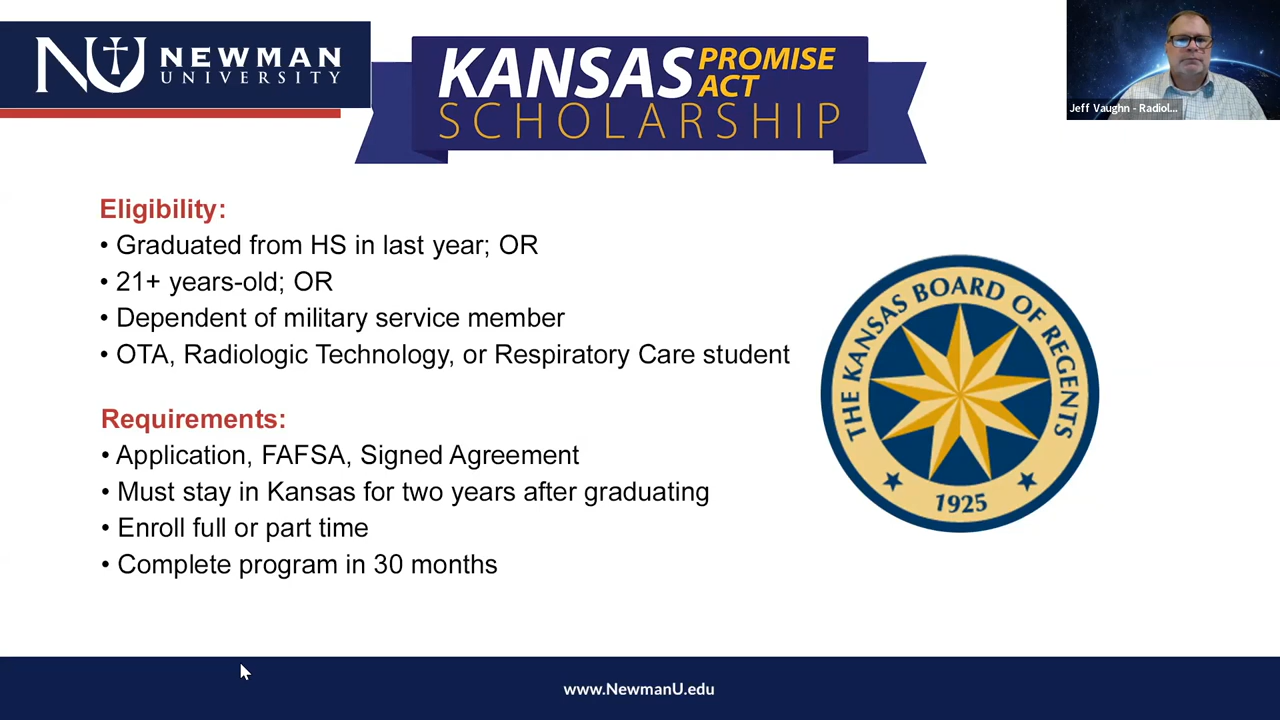 NU NEWMAN
UNIVERSITY
KANSAS PROMISE
ACT
SCHOLARSHIP
Jeff Vaughn - Radiol...
Eligibility:
• Graduated from HS in last year; OR
• 21+ years-old; OR
• Dependent of military service member
• OTA, Radiologic Technology, or Respiratory Care student
Requirements:
• Application, FAFSA, Signed Agreement
• Must stay in Kansas for two years after graduating
• Enroll full or part time
• Complete program in 30 months
THE KANSAS BOARD OF REGENTS
1925
www.NewmanU.edu